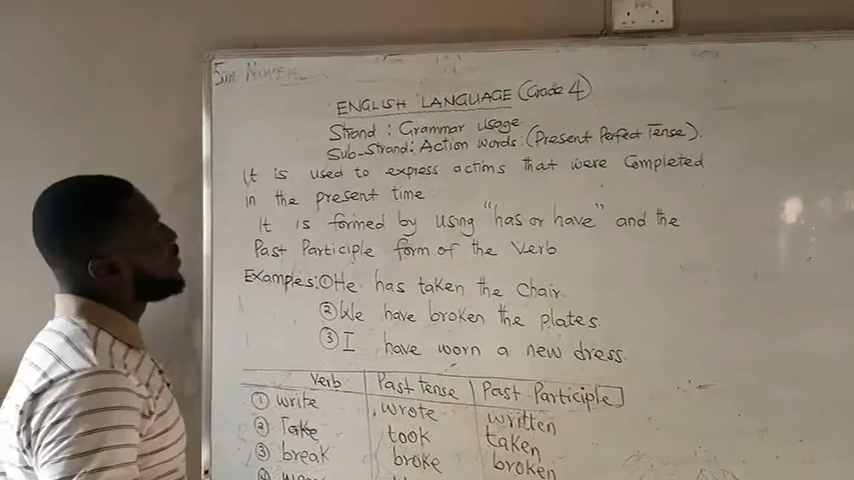 ENGLISH LANGUAGE (Grade 4)
Strand : Grammar Usage
Sub-Strand: Action words: (Present Perfect Tense).
It is used to express actions that were Completed
in the present time
It is formed by using "has or have" and the
Past Participle form of the Verb
Examples: ① He has taken the Chair.
② We have broken the plates
③ I have worn a new dress.
Verb Past tense Past Participle
① write wrote written
② Take took taken
③ break broke broken
④